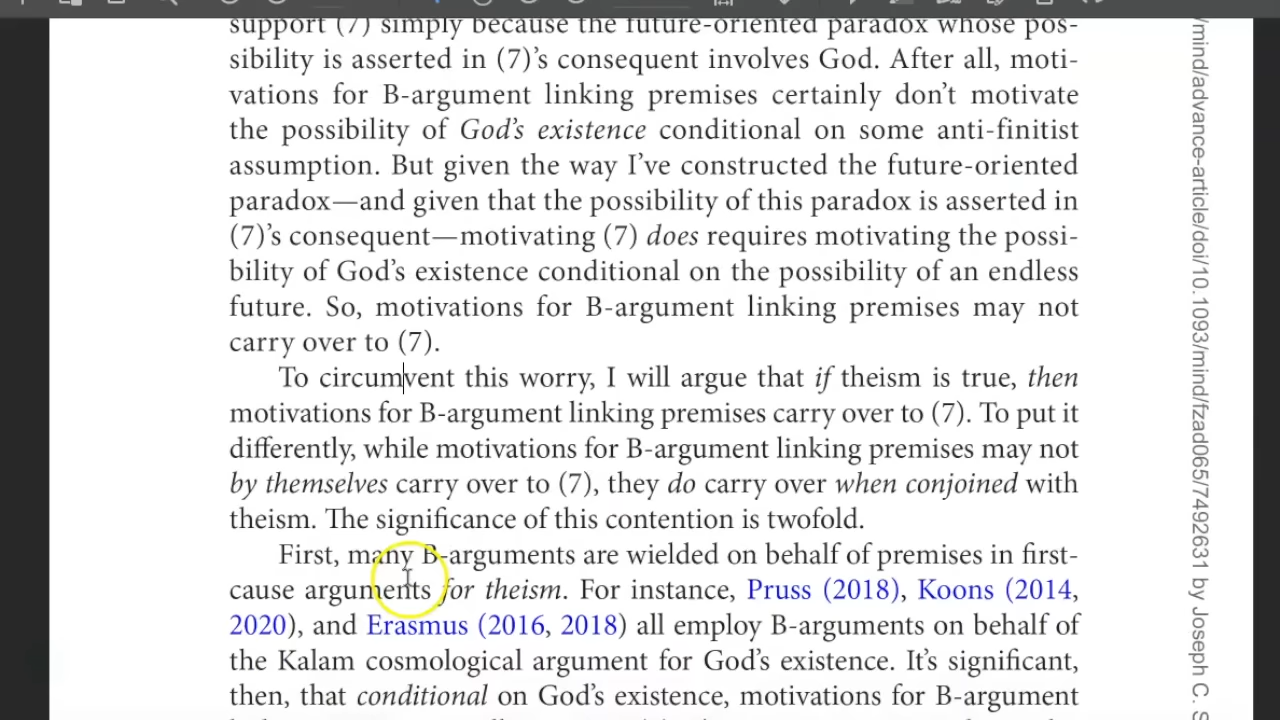 support (7) simply because the future-oriented paradox whose pos-
sibility is asserted in (7)’s consequent involves God. After all, moti-
vations for B-argument linking premises certainly don’t motivate
the possibility of God’s existence conditional on some anti-finitist
assumption. But given the way I’ve constructed the future-oriented
paradox—and given that the possibility of this paradox is asserted in
(7)’s consequent—motivating (7) does requires motivating the possi-
bility of God’s existence conditional on the possibility of an endless
future. So, motivations for B-argument linking premises may not
carry over to (7).
To circumvent this worry, I will argue that if theism is true, then
motivations for B-argument linking premises carry over to (7). To put it
differently, while motivations for B-argument linking premises may not
by themselves carry over to (7), they do carry over when conjoined with
theism. The significance of this contention is twofold.
First, many B-arguments are wielded on behalf of premises in first-
cause arguments for theism. For instance, Pruss (2018), Koons (2014,
2020), and Erasmus (2016, 2018) all employ B-arguments on behalf of
the Kalam cosmological argument for God’s existence. It’s significant,
then, that conditional on God’s existence, motivations for B-argument
/mind/advance-article/doi/10.1093/mind/fzad065/7492631 by Joseph C. S